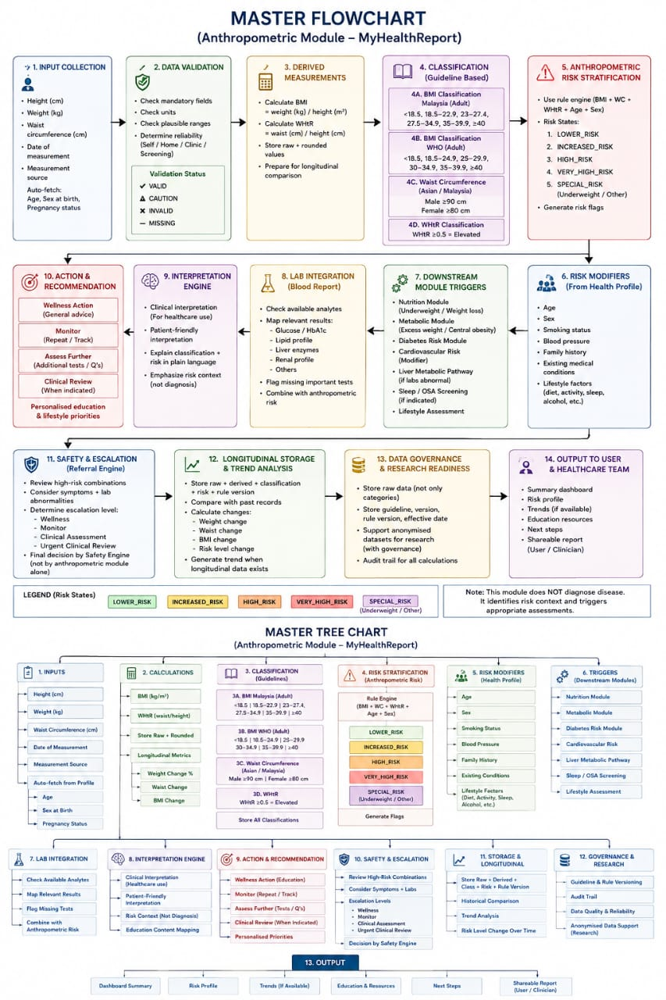 MASTER FLOWCHART
(Anthropometric Module – MyHealthReport)
1. INPUT COLLECTION
• Height (cm)
• Weight (kg)
• Waist
circumference (cm)
• Date of
measurement
• Measurement
source
Auto-fetch:
Age, Sex at birth,
Pregnancy status
2. DATA VALIDATION
• Check mandatory fields
• Check units
• Check plausible ranges
• Determine reliability
(Self / Home / Clinic /
Screening)
Validation Status
✓ VALID
⚠ CAUTION
✗ INVALID
– MISSING
3. DERIVED
MEASUREMENTS
• Calculate BMI
= weight (kg) / height (m²)
• Calculate WHtR
= waist (cm) / height (cm)
• Store raw + rounded
values
• Prepare for longitudinal
comparison
4. CLASSIFICATION
(Guideline Based)
4A. BMI Classification
Malaysia (Adult)
<18.5, 18.5–22.9, 23–27.4,
27.5–34.9, 35–39.9, ≥40
4B. BMI Classification
WHO (Adult)
<18.5, 18.5–24.9, 25–29.9,
30–34.9, 35–39.9, ≥40
4C. Waist Circumference
(Asian / Malaysia)
Male ≥90 cm
Female ≥80 cm
4D. WHtR Classification
WHtR ≥0.5 = Elevated
5. ANTHROPOMETRIC
RISK STRATIFICATION
• Use rule engine (BMI + WC +
WHtR + Age + Sex)
• Risk States:
1. LOWER_RISK
2. INCREASED_RISK
3. HIGH_RISK
4. VERY_HIGH_RISK
5. SPECIAL_RISK
(Underweight / Other)
• Generate risk flags
10. ACTION &
RECOMMENDATION
Wellness Action
(General advice)
Monitor
(Repeat / Track)
Assess Further
(Additional tests / Q's)
Clinical Review
(When indicated)
Personalised education
& lifestyle priorities
9. INTERPRETATION
ENGINE
• Clinical interpretation
(For healthcare use)
• Patient-friendly
interpretation
• Explain classification +
risk in plain language
• Emphasize risk context
(not diagnosis)
8. LAB INTEGRATION
(Blood Report)
• Check available analytes
• Map relevant results:
– Glucose / HbA1c
– Lipid profile
– Liver enzymes
– Renal profile
– Others
• Flag missing important tests
• Combine with anthropometric
risk
7. DOWNSTREAM
MODULE TRIGGERS
• Nutrition Module
(Underweight / Weight loss)
• Metabolic Module
(Excess weight / Central obesity)
• Diabetes Risk Module
• Cardiovascular Risk
(Modifier)
• Liver Metabolic Pathway
(if labs abnormal)
• Sleep / OSA Screening
(if indicated)
• Lifestyle Assessment
6. RISK MODIFIERS
(From Health Profile)
• Age
• Sex
• Smoking status
• Blood pressure
• Family history
• Existing medical
conditions
• Lifestyle factors
(diet, activity, sleep,
alcohol, etc.)
11. SAFETY & ESCALATION
(Referral Engine)
• Review high-risk combinations
• Consider symptoms + lab
abnormalities
• Determine escalation level:
– Wellness
– Monitor
– Clinical Assessment
– Urgent Clinical Review
• Final decision by Safety Engine
(not by anthropometric module
alone)
12. LONGITUDINAL STORAGE
& TREND ANALYSIS
• Store raw + derived + classification
+ risk + rule version
• Compare with past records
• Calculate changes:
– Weight change
– Waist change
– BMI change
– Risk level change
• Generate trend when
longitudinal data exists
13. DATA GOVERNANCE
& RESEARCH READINESS
• Store raw data (not only
categories)
• Store guideline, version,
rule version, effective date
• Support anonymised
datasets for research
(with governance)
• Audit trail for all calculations
14. OUTPUT TO USER
& HEALTHCARE TEAM
• Summary dashboard
• Risk profile
• Trends (if available)
• Education resources
• Next steps
• Shareable report
(User / Clinician)
LEGEND (Risk States)
LOWER_RISK
INCREASED_RISK
HIGH_RISK
VERY_HIGH_RISK
SPECIAL_RISK
(Underweight / Other)
Note: This module does NOT diagnose disease.
It identifies risk context and triggers
appropriate assessments.
MASTER TREE CHART
(Anthropometric Module – MyHealthReport)
1. INPUTS
Height (cm)
Weight (kg)
Waist Circumference (cm)
Date of Measurement
Measurement Source
Auto-fetch from Profile
Age
Sex at Birth
Pregnancy Status
2. CALCULATIONS
BMI (kg/m²)
WHtR (waist/height)
Store Raw + Rounded
Longitudinal Metrics
Weight Change %
Waist Change
BMI Change
3. CLASSIFICATION
(Guidelines)
3A. BMI Malaysia (Adult)
<18.5 | 18.5–22.9 | 23–27.4,
27.5–34.9 | 35–39.9 | ≥40
3B. BMI WHO (Adult)
<18.5 | 18.5–24.9 | 25–29.9
30–34.9 | 35–39.9 | ≥40
3C. Waist Circumference
(Asian / Malaysia)
Male ≥90 cm | Female ≥80 cm
3D. WHtR
WHtR ≥0.5 = Elevated
Store All Classifications
4. RISK STRATIFICATION
(Anthropometric Risk)
Rule Engine
(BMI + WC + WHtR +
Age + Sex)
LOWER_RISK
INCREASED_RISK
HIGH_RISK
VERY_HIGH_RISK
SPECIAL_RISK
(Underweight / Other)
Generate Flags
5. RISK MODIFIERS
(Health Profile)
Age
Sex
Smoking Status
Blood Pressure
Family History
Existing Conditions
Lifestyle Factors
(Diet, Activity, Sleep,
Alcohol, etc.)
6. TRIGGERS
(Downstream Modules)
Nutrition Module
Metabolic Module
Diabetes Risk Module
Cardiovascular Risk
Liver Metabolic Pathway
Sleep / OSA Screening
Lifestyle Assessment
7. LAB INTEGRATION
Check Available Analytes
Map Relevant Results
Flag Missing Tests
Combine with
Anthropometric Risk
8. INTERPRETATION ENGINE
Clinical Interpretation
(Healthcare use)
Patient-Friendly
Interpretation
Risk Context (Not Diagnosis)
Education Content Mapping
9. ACTION & RECOMMENDATION
Wellness Action (Education)
Monitor (Repeat / Track)
Assess Further (Tests / Q's)
Clinical Review (When Indicated)
Personalised Priorities
10. SAFETY & ESCALATION
Review High-Risk Combinations
Consider Symptoms + Labs
Escalation Levels
• Wellness
• Monitor
• Clinical Assessment
• Urgent Clinical Review
Decision by Safety Engine
11. STORAGE &
LONGITUDINAL
Store Raw + Derived +
Class + Risk + Rule Version
Historical Comparison
Trend Analysis
Risk Level Change Over Time
12. GOVERNANCE &
RESEARCH
Guideline & Rule Versioning
Audit Trail
Data Quality & Reliability
Anonymised Data Support
(Research)
13. OUTPUT
Dashboard Summary
Risk Profile
Trends (If Available)
Education & Resources
Next Steps
Shareable Report
(User / Clinician)